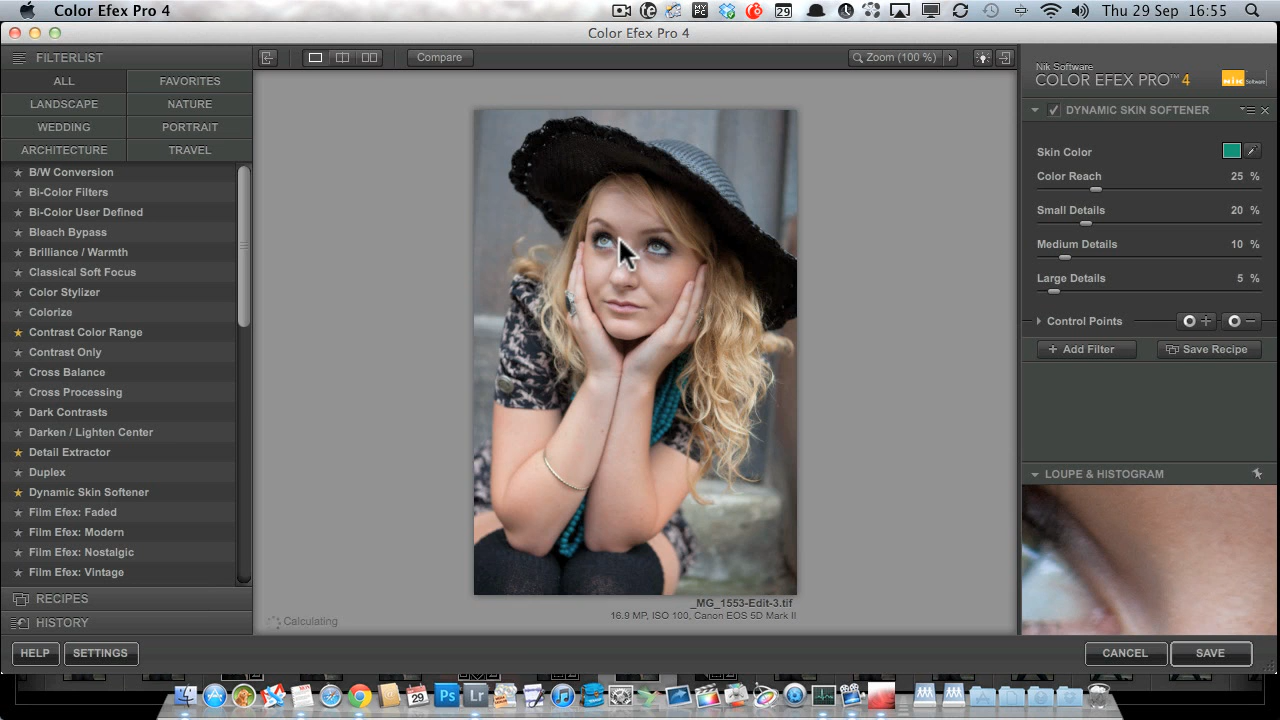 Color Efex Pro 4
29
Thu 29 Sep 16:55
Color Efex Pro 4
FILTERLIST
Compare
Zoom (100 %)
ALL
FAVORITES
LANDSCAPE
NATURE
WEDDING
PORTRAIT
ARCHITECTURE
TRAVEL
B/W Conversion
Bi-Color Filters
Bi-Color User Defined
Bleach Bypass
Brilliance / Warmth
Classical Soft Focus
Color Stylizer
Colorize
Contrast Color Range
Contrast Only
Cross Balance
Cross Processing
Dark Contrasts
Darken / Lighten Center
Detail Extractor
Duplex
Dynamic Skin Softener
Film Efex: Faded
Film Efex: Modern
Film Efex: Nostalgic
Film Efex: Vintage
RECIPES
HISTORY
HELP
SETTINGS
_MG_1553-Edit-3.tif
16.9 MP, ISO 100, Canon EOS 5D Mark II
Calculating
Nik Software
COLOR EFEX PRO™ 4
Nik Software
DYNAMIC SKIN SOFTENER
Skin Color
Color Reach 25 %
Small Details 20 %
Medium Details 10 %
Large Details 5 %
Control Points
+ Add Filter
Save Recipe
LOUPE & HISTOGRAM
CANCEL
SAVE
29
Ps
Lr